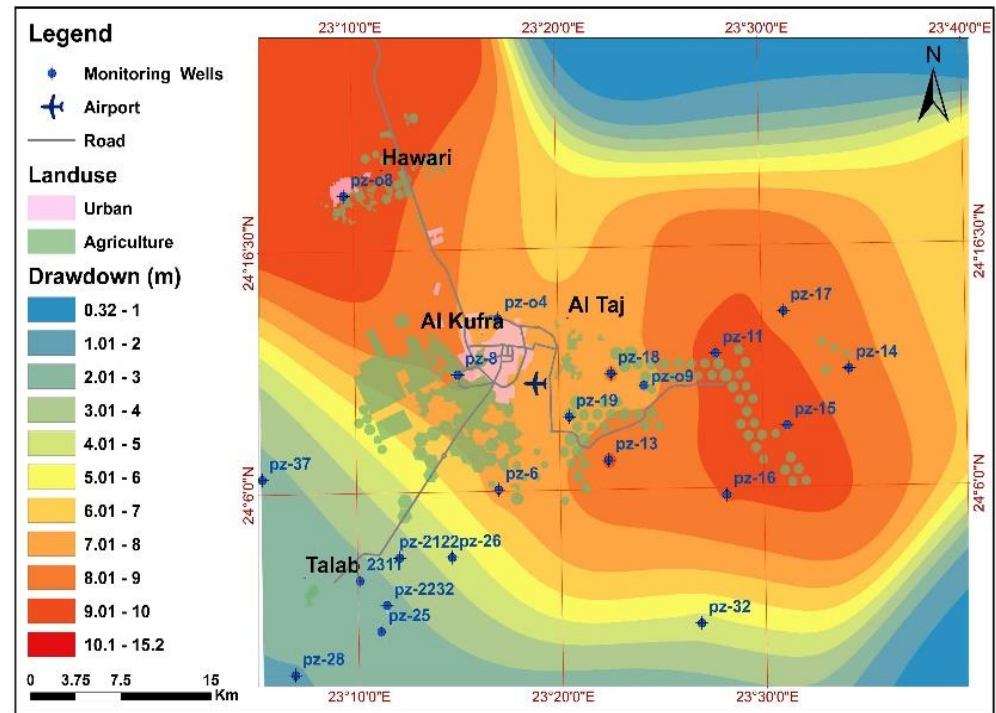 Legend
Monitoring Wells
Airport
Road
Landuse
Urban
Agriculture
Drawdown (m)
0.32 - 1
1.01 - 2
2.01 - 3
3.01 - 4
4.01 - 5
5.01 - 6
6.01 - 7
7.01 - 8
8.01 - 9
9.01 - 10
10.1 - 15.2
0 3.75 7.5 15
Km
23°10'0"E 23°20'0"E 23°30'0"E 23°40'0"E
N
Hawari
pz-o8
24°16'30"N 24°16'30"N
pz-17
pz-o4 Al Taj
Al Kufra
pz-11
pz-18 pz-14
pz-8
pz-o9
pz-19
pz-15
pz-13
pz-37
pz-6 pz-16
24°6'0"N 24°6'0"N
pz-2122 pz-26
Talab 2311
pz-2232
pz-32
pz-25
pz-28
23°10'0"E 23°20'0"E 23°30'0"E